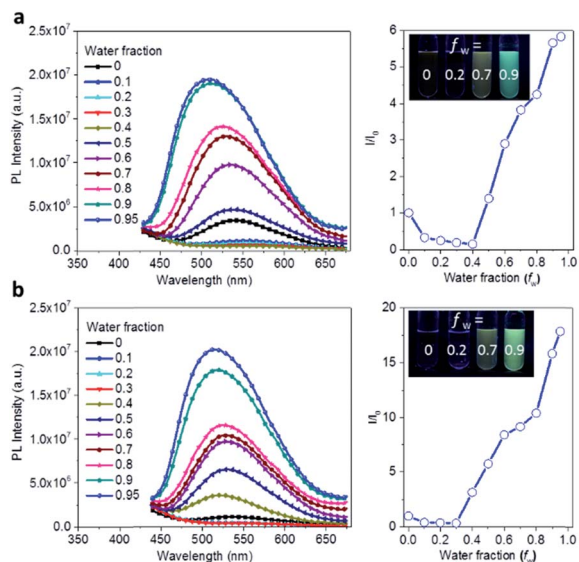 a
2.5x10⁷
2.0x10⁷
1.5x10⁷
1.0x10⁷
5.0x10⁶
0.0
PL Intensity (a.u.)
Water fraction
0
0.1
0.2
0.3
0.4
0.5
0.6
0.7
0.8
0.9
0.95
350 400 450 500 550 600 650
Wavelength (nm)
6
5
4
3
2
1
0
I/I₀
f w =
0 0.2 0.7 0.9
0.0 0.2 0.4 0.6 0.8 1.0
Water fraction (fw)
b
2.5x10⁷
2.0x10⁷
1.5x10⁷
1.0x10⁷
5.0x10⁶
0.0
PL Intensity (a.u.)
Water fraction
0
0.1
0.2
0.3
0.4
0.5
0.6
0.7
0.8
0.9
0.95
350 400 450 500 550 600 650
Wavelength (nm)
20
15
10
5
0
I/I₀
f w =
0 0.2 0.7 0.9
0.0 0.2 0.4 0.6 0.8 1.0
Water fraction (fw)